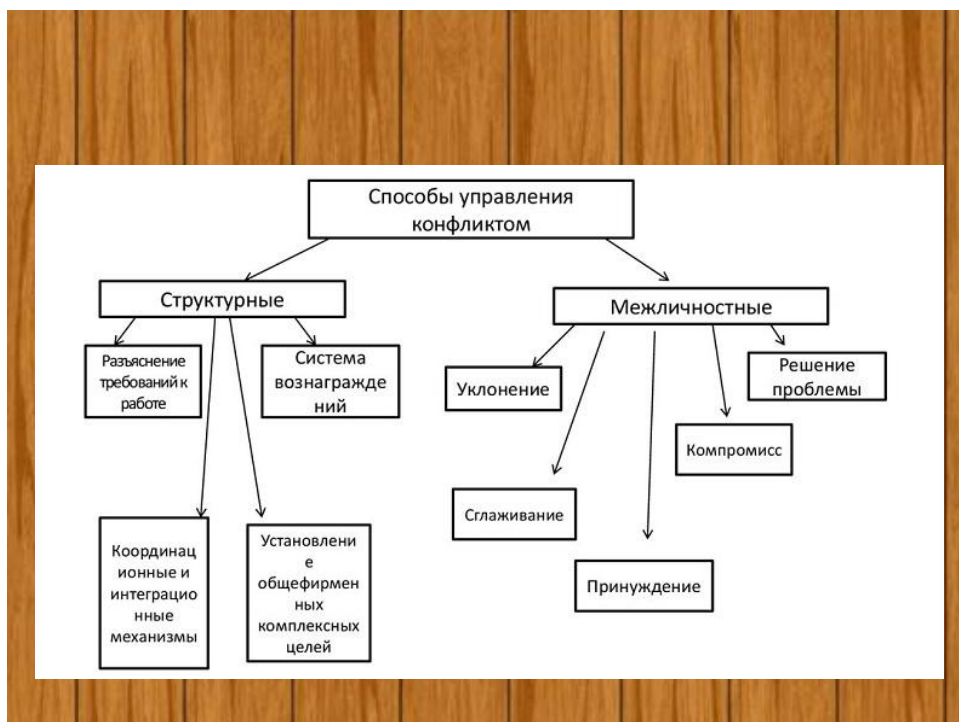 Способы управления
конфликтом
Структурные
Межличностные
Разъяснение
требований к
работе
Система
вознагражде
ний
Уклонение
Решение
проблемы
Компромисс
Сглаживание
Принуждение
Координац
ионные и
интеграцио
нные
механизмы
Установлени
е
общефирмен
ных
комплексных
целей